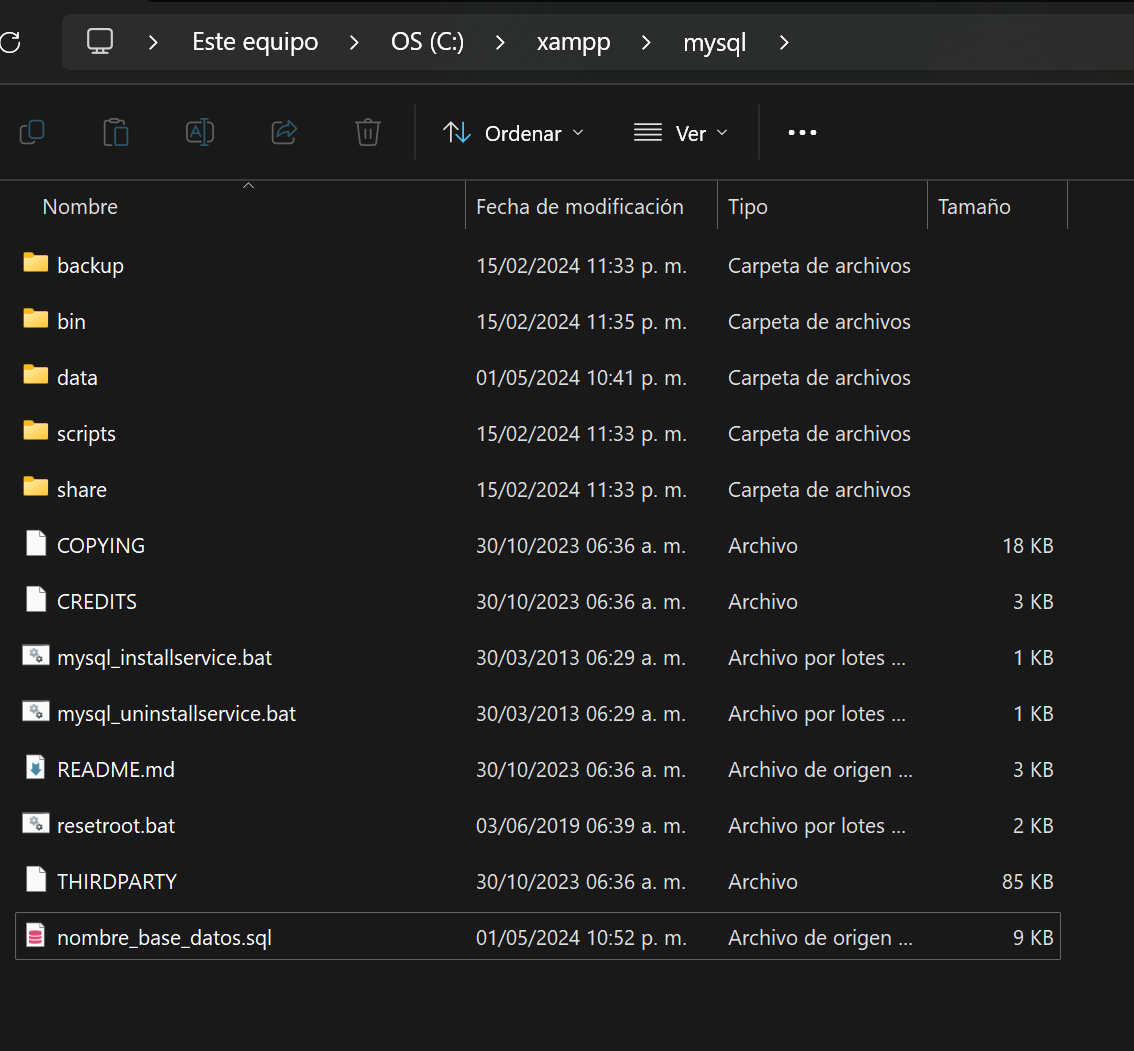 Este equipo > OS (C:) > xampp > mysql >
Ordenar Ver ...
Nombre Fecha de modificación Tipo Tamaño
backup 15/02/2024 11:33 p. m. Carpeta de archivos
bin 15/02/2024 11:35 p. m. Carpeta de archivos
data 01/05/2024 10:41 p. m. Carpeta de archivos
scripts 15/02/2024 11:33 p. m. Carpeta de archivos
share 15/02/2024 11:33 p. m. Carpeta de archivos
COPYING 30/10/2023 06:36 a. m. Archivo 18 KB
CREDITS 30/10/2023 06:36 a. m. Archivo 3 KB
mysql_installservice.bat 30/03/2013 06:29 a. m. Archivo por lotes ... 1 KB
mysql_uninstallservice.bat 30/03/2013 06:29 a. m. Archivo por lotes ... 1 KB
README.md 30/10/2023 06:36 a. m. Archivo de origen ... 3 KB
resetroot.bat 03/06/2019 06:39 a. m. Archivo por lotes ... 2 KB
THIRDPARTY 30/10/2023 06:36 a. m. Archivo 85 KB
nombre_base_datos.sql 01/05/2024 10:52 p. m. Archivo de origen ... 9 KB